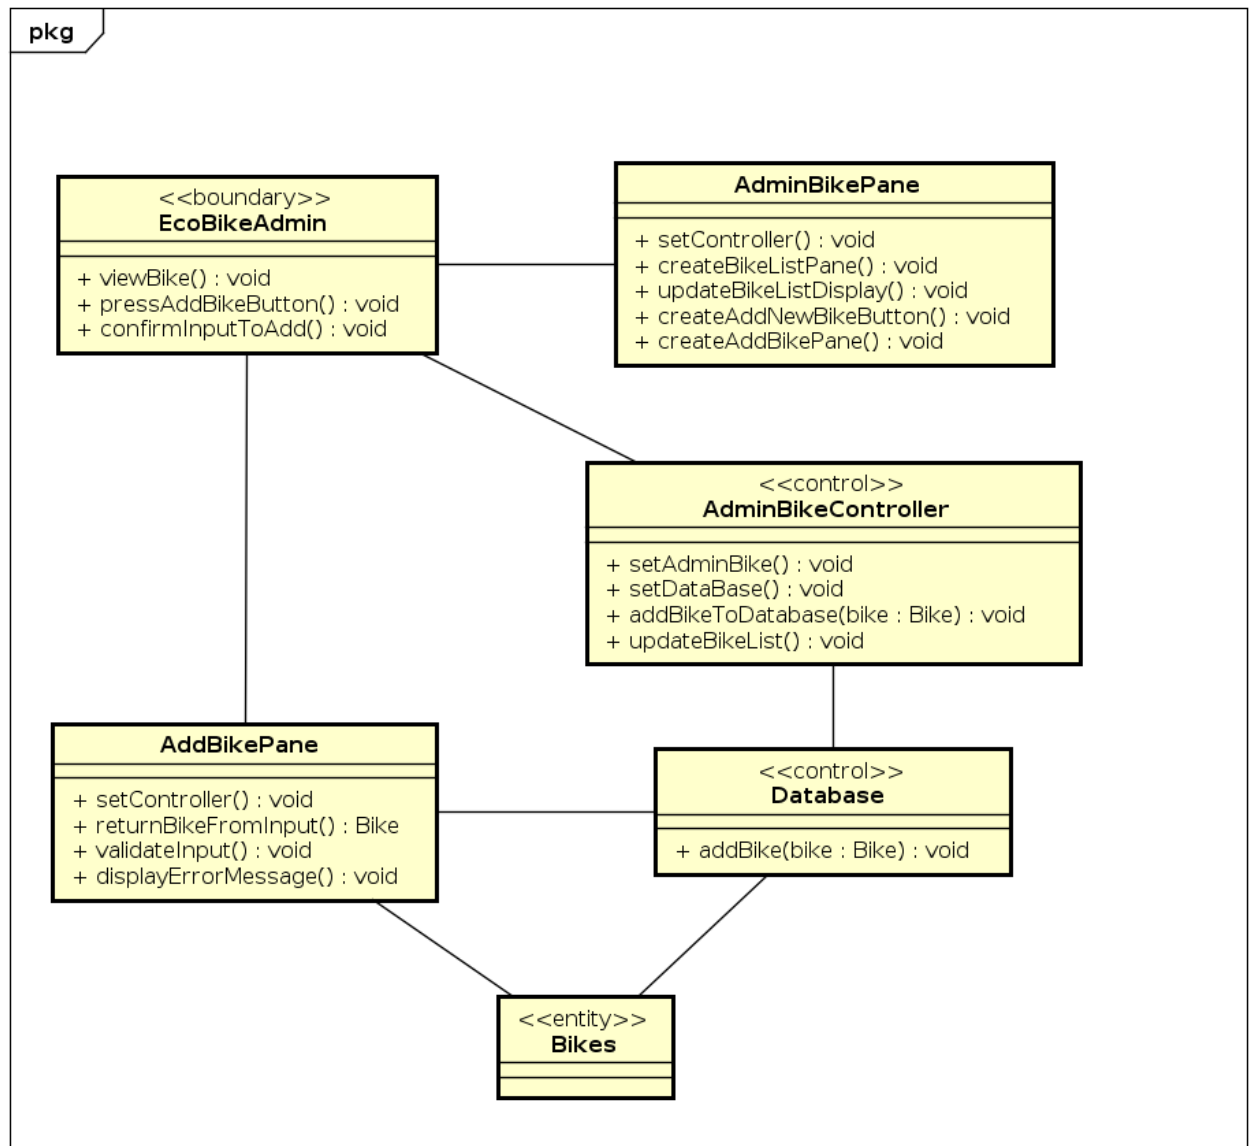 pkg
<<boundary>>
EcoBikeAdmin
+ viewBike() : void
+ pressAddBikeButton() : void
+ confirmInputToAdd() : void
AdminBikePane
+ setController() : void
+ createBikeListPane() : void
+ updateBikeListDisplay() : void
+ createAddNewBikeButton() : void
+ createAddBikePane() : void
<<control>>
AdminBikeController
+ setAdminBike() : void
+ setDataBase() : void
+ addBikeToDatabase(bike : Bike) : void
+ updateBikeList() : void
AddBikePane
+ setController() : void
+ returnBikeFromInput() : Bike
+ validateInput() : void
+ displayErrorMessage() : void
<<control>>
Database
+ addBike(bike : Bike) : void
<<entity>>
Bikes